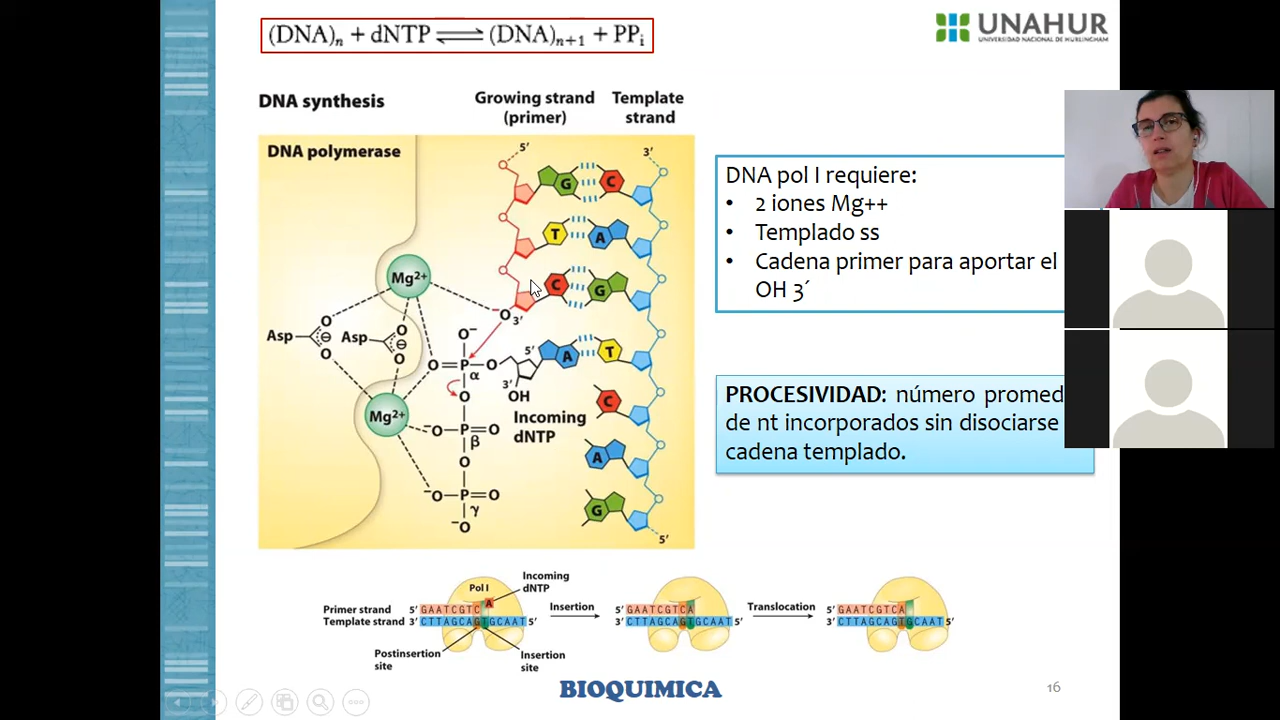 (DNA)n + dNTP ⇌ (DNA)n+1 + PPi
UNAHUR
UNIVERSIDAD NACIONAL DE HURLINGHAM
DNA synthesis
Growing strand
(primer)
Template
strand
DNA polymerase
5′
3′
G
C
T
A
Mg2+
C
G
−O 3′
Asp
O
⊖
O
Asp
O
⊖
O
O−
O=P–O
α
5′
A
T
3′
OH
O
C
Mg2+
Incoming
dNTP
−O–P=O
β
A
O
−O–P=O
γ
G
−O
5′
DNA pol I requiere:
• 2 iones Mg++
• Templado ss
• Cadena primer para aportar el
OH 3´
PROCESIVIDAD: número promed
de nt incorporados sin disociarse
cadena templado.
Pol I
Incoming
dNTP
A
Insertion
Translocation
Primer strand 5′ GAATCGTC
Template strand 3′ CTTAGCAGTGCAAT 5′
5′ GAATCGTCA
3′ CTTAGCAGTGCAAT 5′
5′ GAATCGTCA
3′ CTTAGCAGTGCAAT 5′
Postinsertion
site
Insertion
site
BIOQUIMICA
16